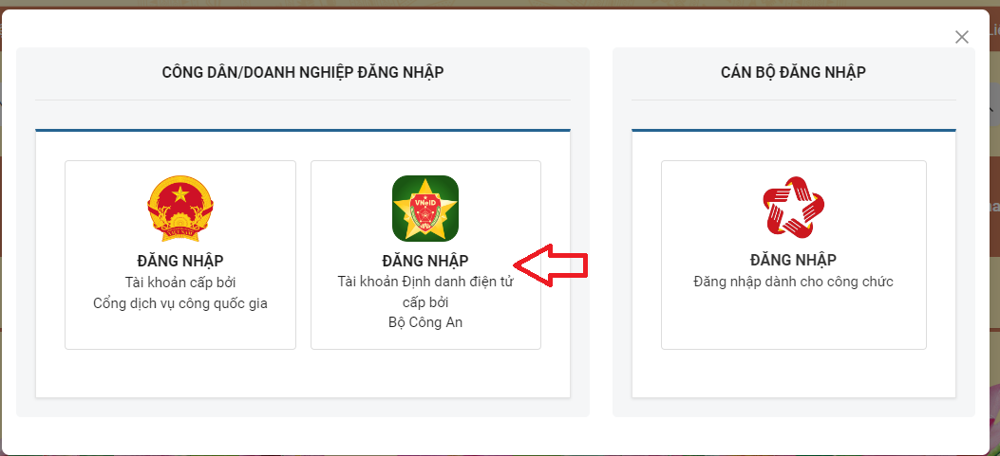 CÔNG DÂN/DOANH NGHIỆP ĐĂNG NHẬP
ĐĂNG NHẬP
Tài khoản cấp bởi
Cổng dịch vụ công quốc gia
VNeID
ĐĂNG NHẬP
Tài khoản Định danh điện tử
cấp bởi
Bộ Công An
CÁN BỘ ĐĂNG NHẬP
ĐĂNG NHẬP
Đăng nhập dành cho công chức